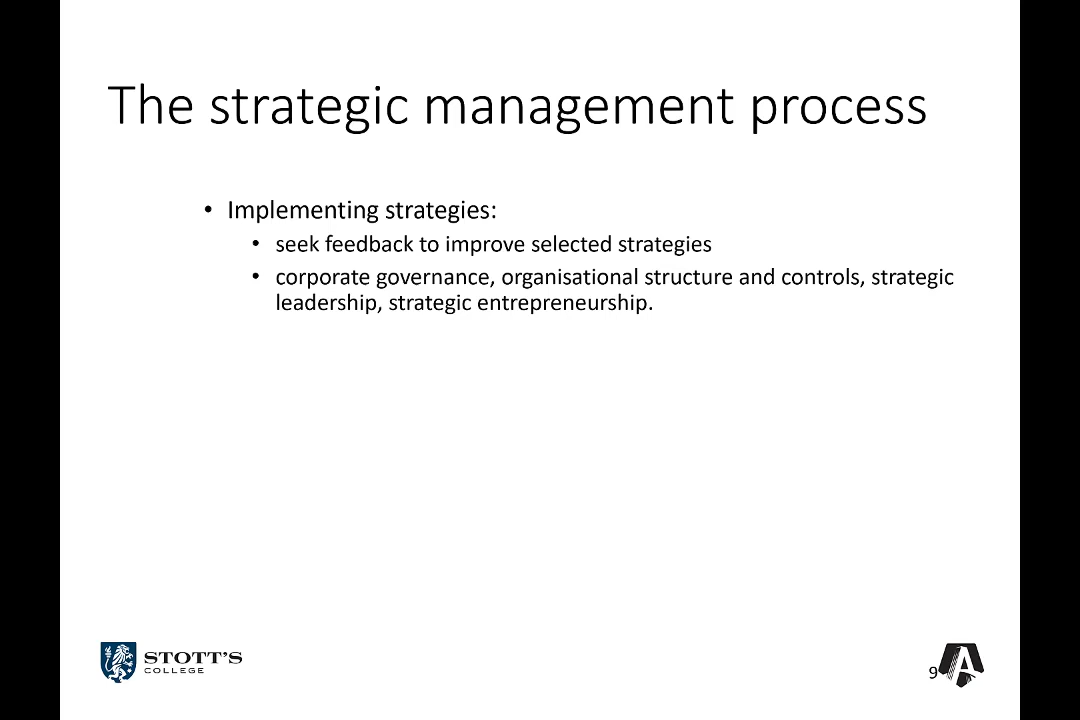 The strategic management process
• Implementing strategies:
• seek feedback to improve selected strategies
• corporate governance, organisational structure and controls, strategic
leadership, strategic entrepreneurship.
STOTT'S
COLLEGE
9
A